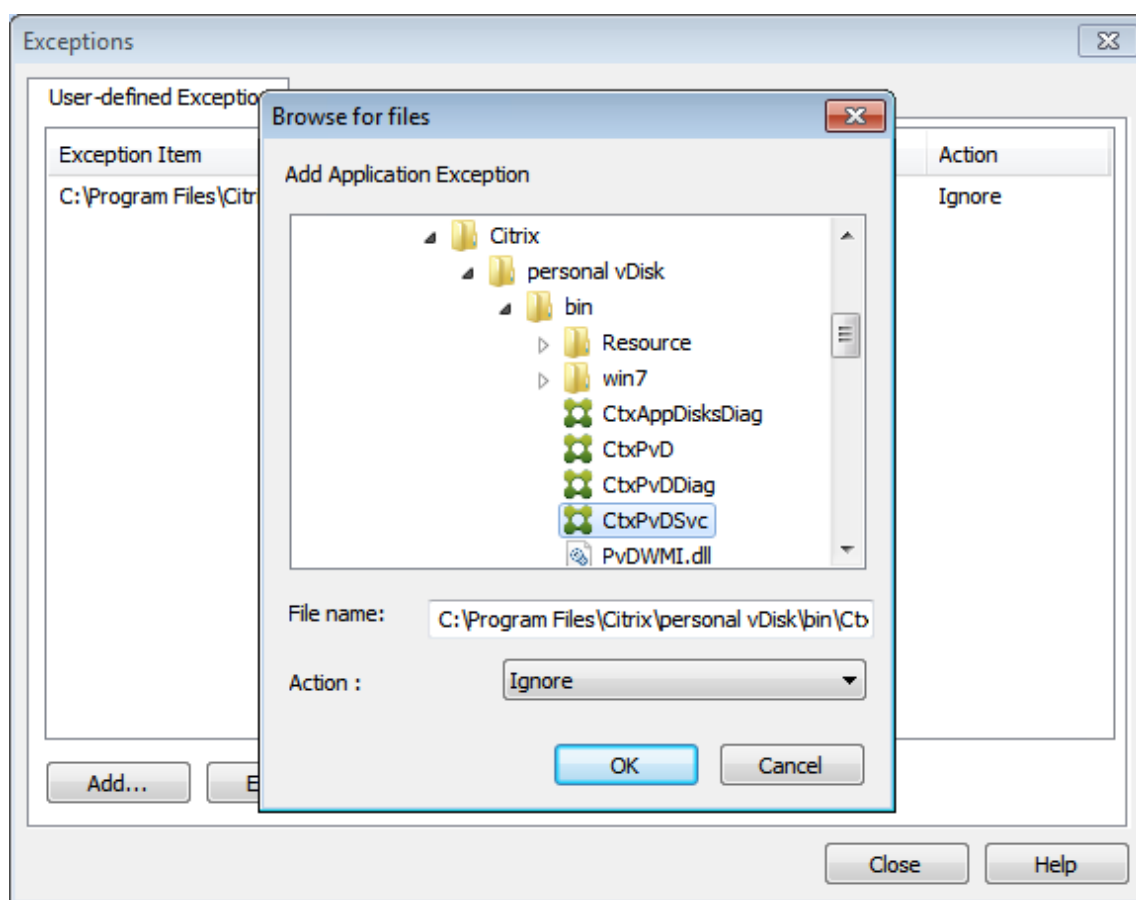 Exceptions
User-defined Exceptio
Exception Item
Action
C:\Program Files\Citr
Ignore
Browse for files
Add Application Exception
Citrix
personal vDisk
bin
Resource
win7
CtxAppDisksDiag
CtxPvD
CtxPvDDiag
CtxPvDSvc
PvDWMI.dll
File name:
C:\Program Files\Citrix\personal vDisk\bin\Ct
Action :
Ignore
OK
Cancel
Add...
E
Close
Help